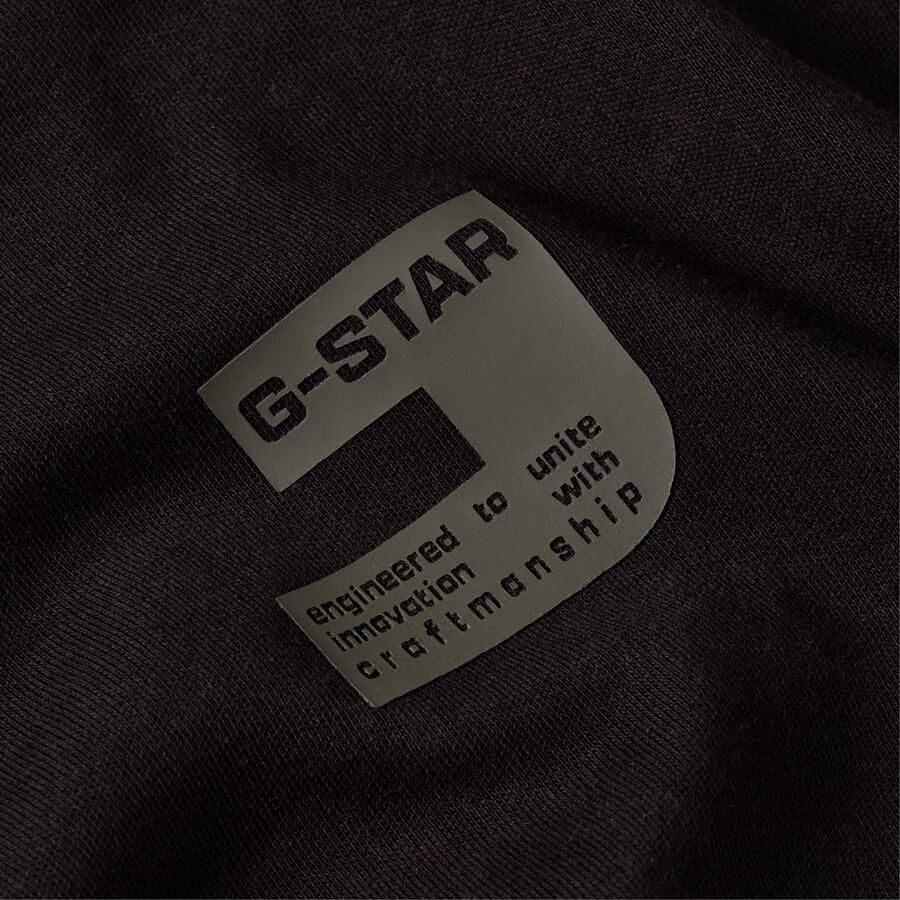 G-STAR
engineered to unite
innovation with
craftmanship